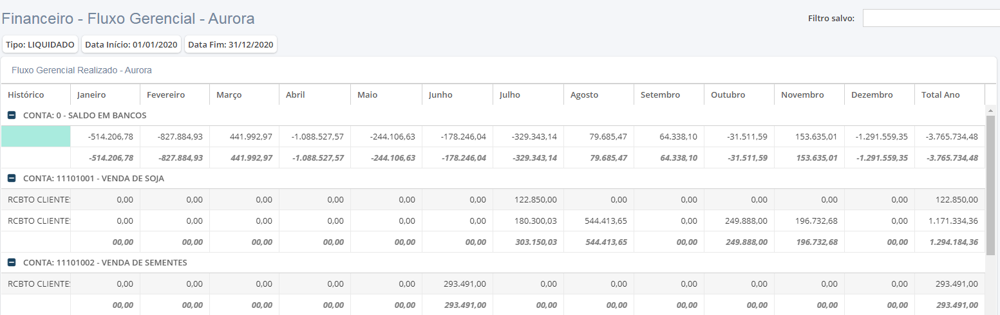 Financeiro - Fluxo Gerencial - Aurora
Filtro salvo:
Tipo: LIQUIDADO Data Início: 01/01/2020 Data Fim: 31/12/2020
Fluxo Gerencial Realizado - Aurora
Histórico Janeiro Fevereiro Março Abril Maio Junho Julho Agosto Setembro Outubro Novembro Dezembro Total Ano
CONTA: 0 - SALDO EM BANCOS
-514.206,78 -827.884,93 441.992,97 -1.088.527,57 -244.106,63 -178.246,04 -329.343,14 79.685,47 64.338,10 -31.511,59 153.635,01 -1.291.559,35 -3.765.734,48
-514.206,78 -827.884,93 441.992,97 -1.088.527,57 -244.106,63 -178.246,04 -329.343,14 79.685,47 64.338,10 -31.511,59 153.635,01 -1.291.559,35 -3.765.734,48
CONTA: 11101001 - VENDA DE SOJA
RCBTO CLIENTES 0,00 0,00 0,00 0,00 0,00 0,00 122.850,00 0,00 0,00 0,00 0,00 0,00 122.850,00
RCBTO CLIENTES 0,00 0,00 0,00 0,00 0,00 0,00 180.300,03 544.413,65 0,00 249.888,00 196.732,68 0,00 1.171.334,36
00,00 00,00 00,00 00,00 00,00 00,00 303.150,03 544.413,65 00,00 249.888,00 196.732,68 00,00 1.294.184,36
CONTA: 11101002 - VENDA DE SEMENTES
RCBTO CLIENTES 0,00 0,00 0,00 0,00 0,00 293.491,00 0,00 0,00 0,00 0,00 0,00 0,00 293.491,00
00,00 00,00 00,00 00,00 00,00 293.491,00 00,00 00,00 00,00 00,00 00,00 00,00 293.491,00